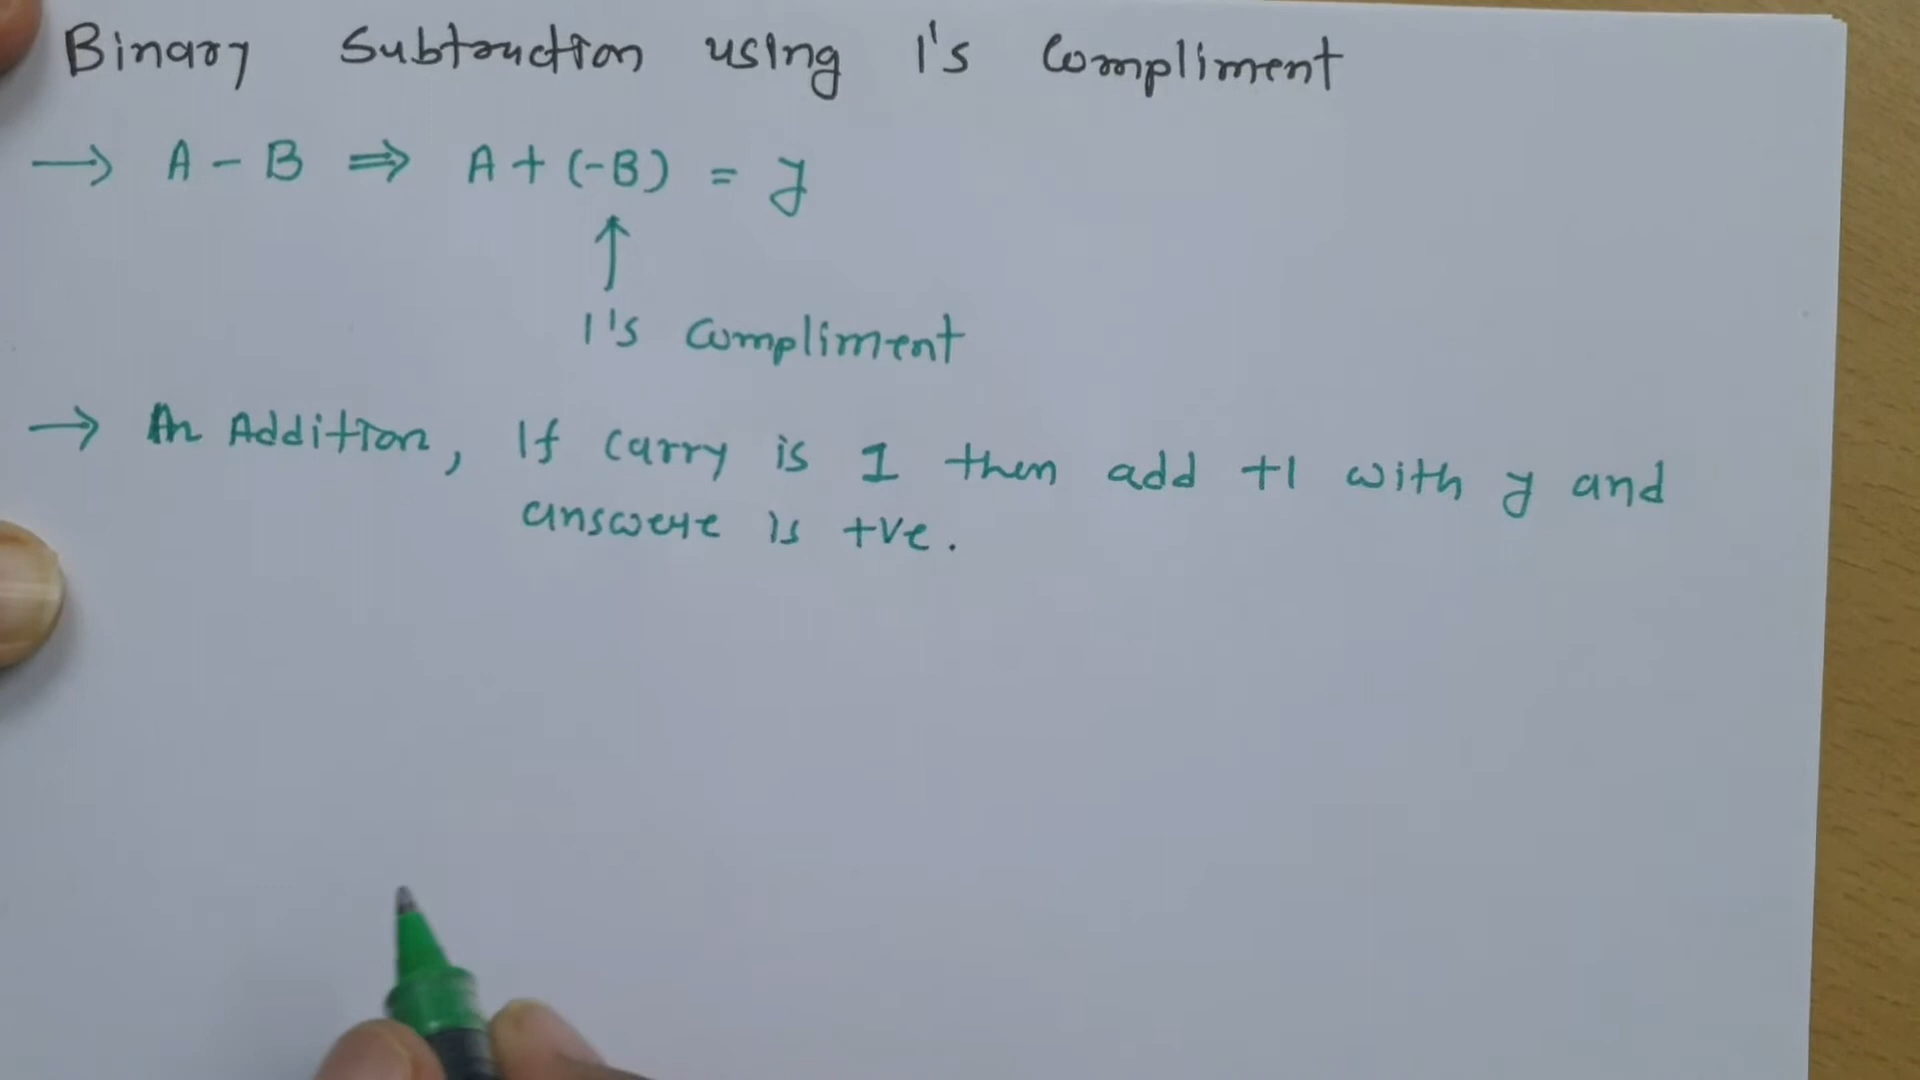 Binary Subtraction using 1's Compliment
→ A - B ⇒ A + (-B) = y
↑
1's Compliment
→ In Addition, If carry is 1 then add +1 with y and
answere is +ve.